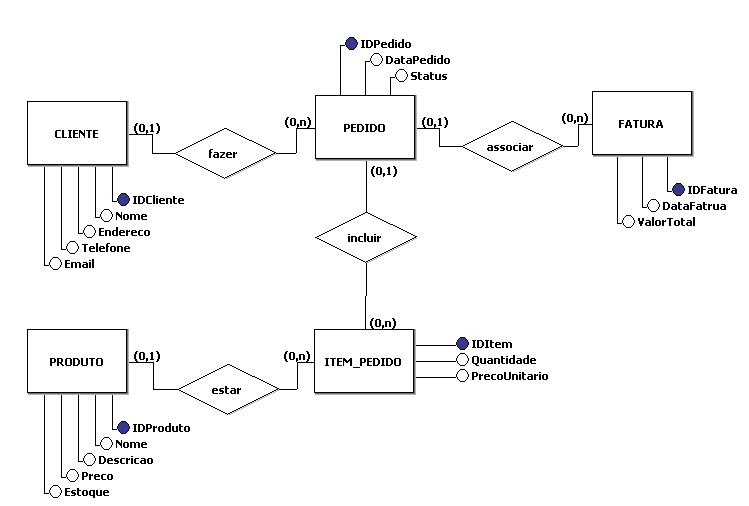 IDPedido
DataPedido
Status
CLIENTE
(0,1)
fazer
(0,n)
PEDIDO
(0,1)
associar
(0,n)
FATURA
(0,1)
IDCliente
Nome
Endereco
Telefone
Email
IDFatura
DataFatrua
ValorTotal
incluir
(0,n)
PRODUTO
(0,1)
estar
(0,n)
ITEM_PEDIDO
IDItem
Quantidade
PrecoUnitario
IDProduto
Nome
Descricao
Preco
Estoque